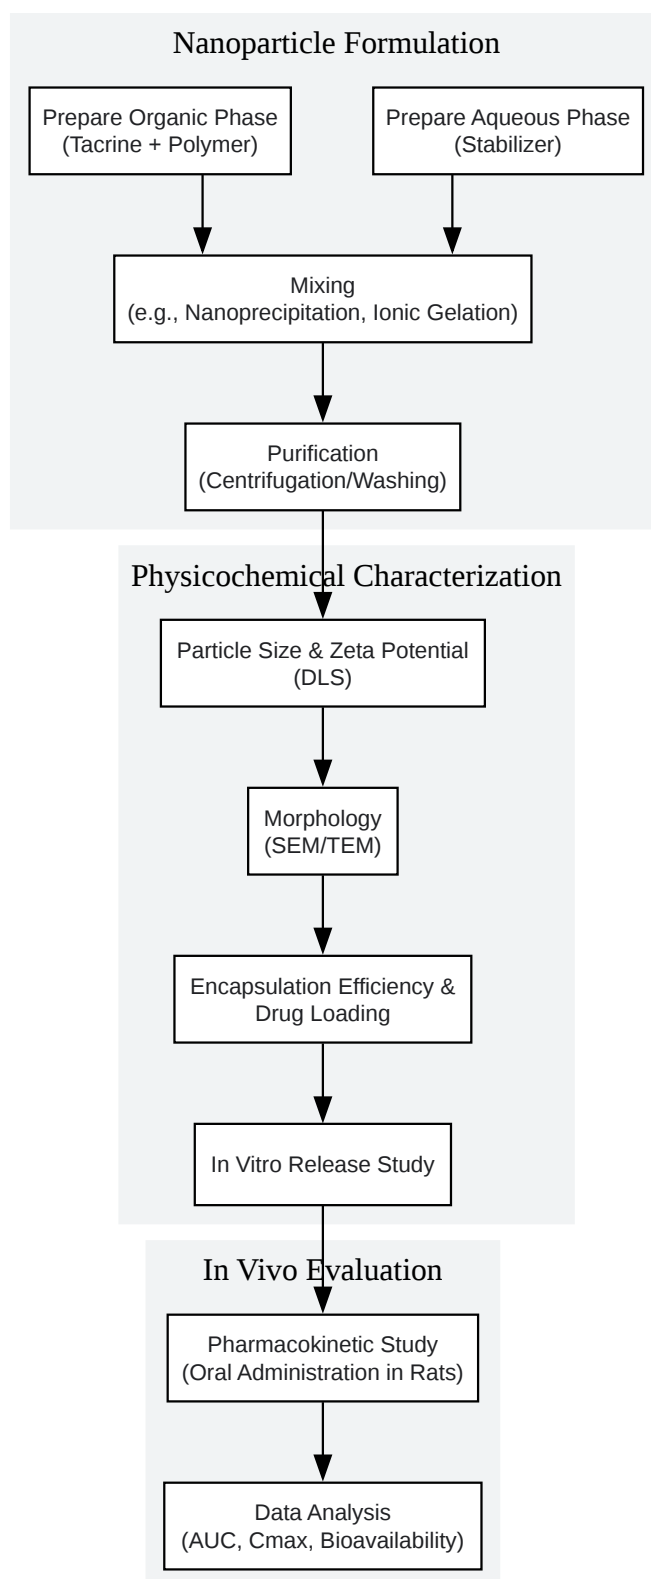 Nanoparticle Formulation
Prepare Organic Phase
(Tacrine + Polymer)
Prepare Aqueous Phase
(Stabilizer)
Mixing
(e.g., Nanoprecipitation, Ionic Gelation)
Purification
(Centrifugation/Washing)
Physicochemical Characterization
Particle Size & Zeta Potential
(DLS)
Morphology
(SEM/TEM)
Encapsulation Efficiency &
Drug Loading
In Vitro Release Study
In Vivo Evaluation
Pharmacokinetic Study
(Oral Administration in Rats)
Data Analysis
(AUC, Cmax, Bioavailability)